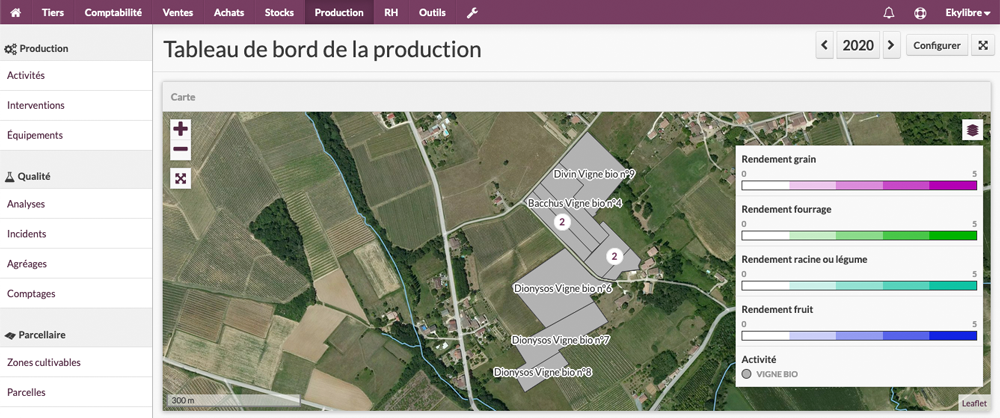 Tiers Comptabilité Ventes Achats Stocks Production RH Outils Ekylibre
Production
Activités
Interventions
Équipements
Qualité
Analyses
Incidents
Agréages
Comptages
Parcellaire
Zones cultivables
Parcelles
Tableau de bord de la production
2020
Configurer
Carte
Divin Vigne bio n°9
Bacchus Vigne bio n°4
2
2
Dionysos Vigne bio n°6
Dionysos Vigne bio n°7
Dionysos Vigne bio n°8
300 m
Rendement grain
0 5
Rendement fourrage
0 5
Rendement racine ou légume
0 5
Rendement fruit
0 5
Activité
VIGNE BIO
Leaflet